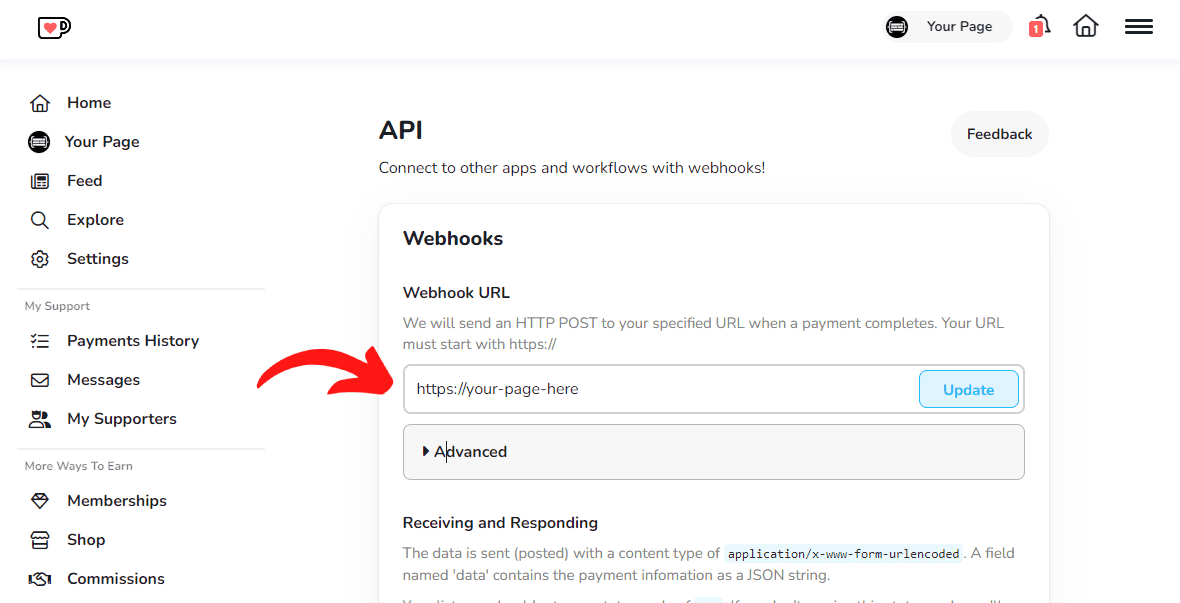 D
Your Page
1
Home
Your Page
Feed
Explore
Settings
My Support
Payments History
Messages
My Supporters
More Ways To Earn
Memberships
Shop
Commissions
API
Feedback
Connect to other apps and workflows with webhooks!
Webhooks
Webhook URL
We will send an HTTP POST to your specified URL when a payment completes. Your URL
must start with https://
https://your-page-here
Update
Advanced
Receiving and Responding
The data is sent (posted) with a content type of application/x-www-form-urlencoded. A field
named 'data' contains the payment infomation as a JSON string.